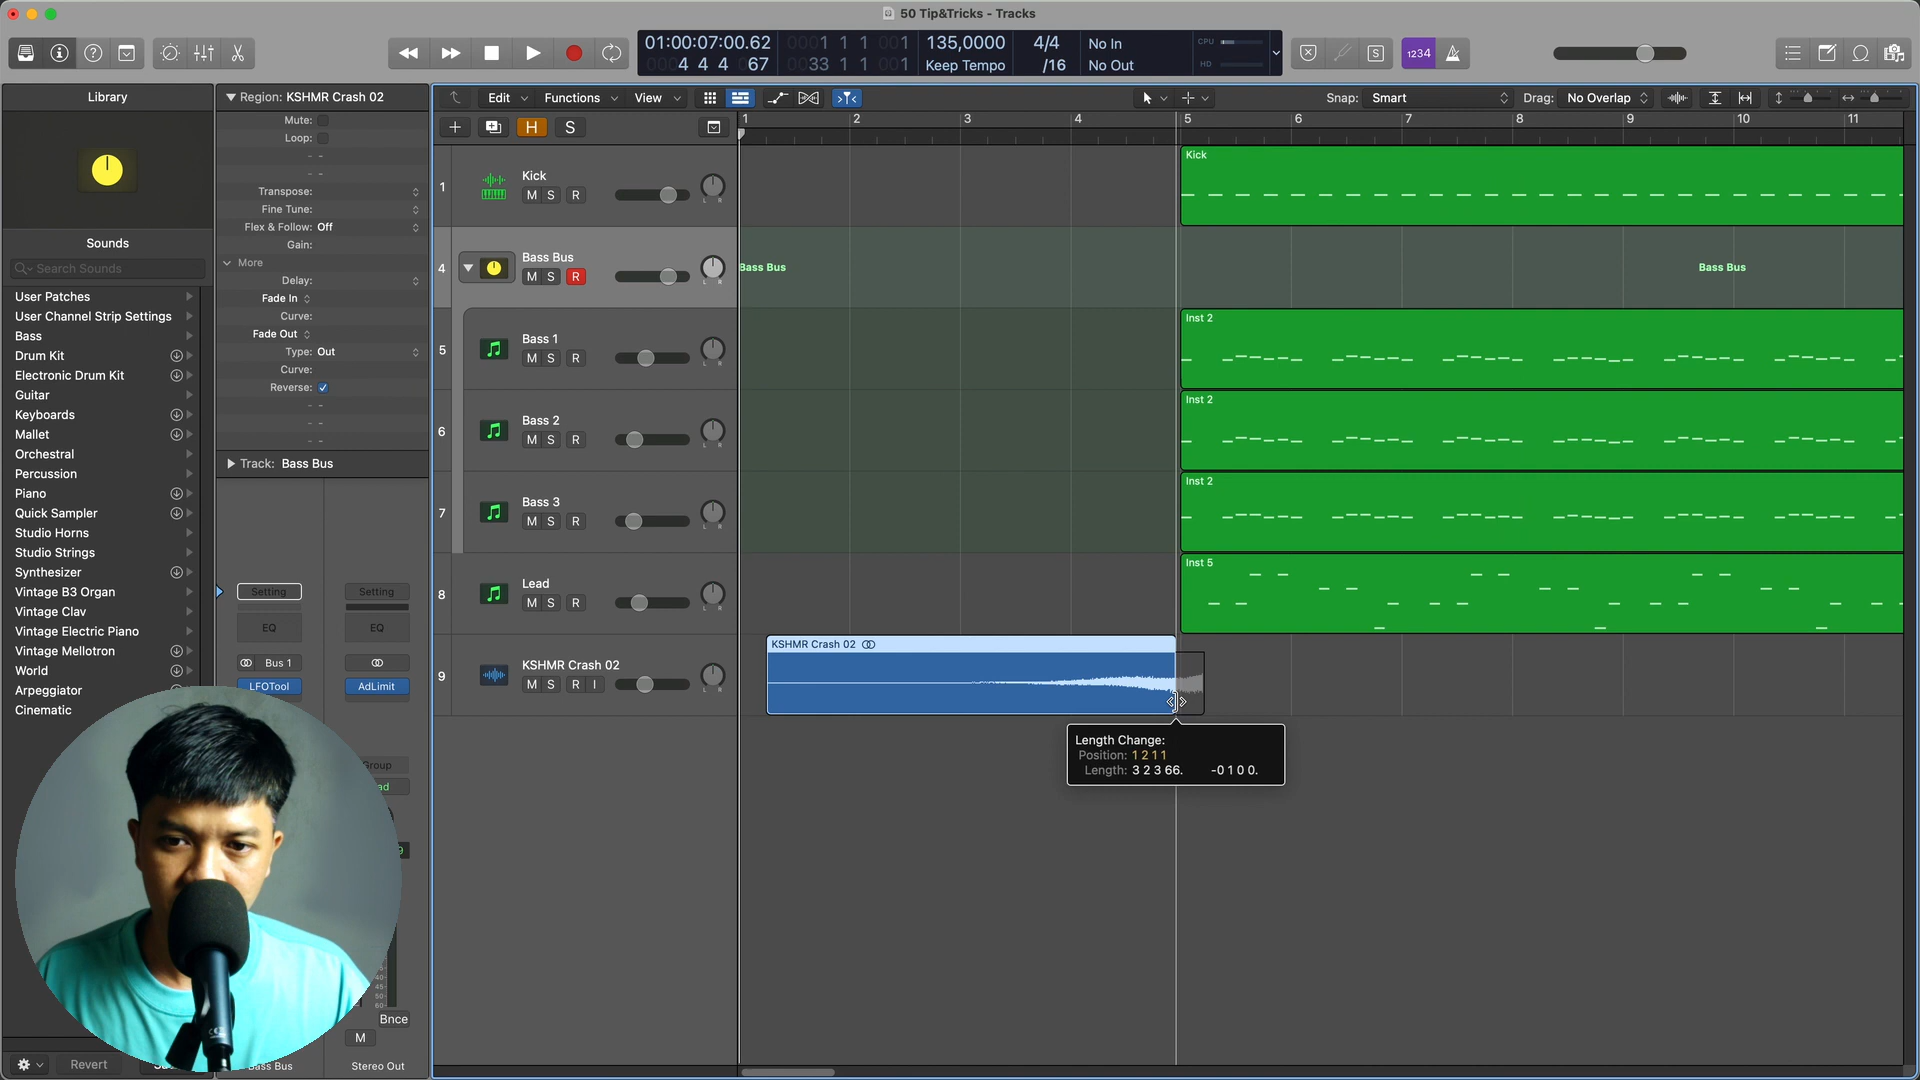 50 Tip&Tricks - Tracks
01:00:07:00.62
4 4 4 067
0001 1 1 001
0033 1 1 001
135,0000
Keep Tempo
4/4
/16
No In
No Out
CPU
HD
S
1234
Library
Sounds
Search Sounds
User Patches
User Channel Strip Settings
Bass
Drum Kit
Electronic Drum Kit
Guitar
Keyboards
Mallet
Orchestral
Percussion
Piano
Quick Sampler
Studio Horns
Studio Strings
Synthesizer
Vintage B3 Organ
Vintage Clav
Vintage Electric Piano
Vintage Mellotron
World
Arpeggiator
Cinematic
Revert
Region: KSHMR Crash 02
Mute:
Loop:
- -
- -
Transpose:
Fine Tune:
Flex & Follow: Off
Gain:
More
Delay:
Fade In
Curve:
Fade Out
Type: Out
Curve:
Reverse:
- -
- -
- -
Track: Bass Bus
Setting
Setting
EQ
EQ
Bus 1
LFOTool
AdLimit
Group
ad
45
50
60
Bnce
M
Bass Bus
Stereo Out
Edit
Functions
View
Snap: Smart
Drag: No Overlap
H
S
1 2 3 4 5 6 7 8 9 10 11
1
Kick
M S R
L R
Kick
4
Bass Bus
M S R
L R
Bass Bus
Bass Bus
5
Bass 1
M S R
L R
Inst 2
6
Bass 2
M S R
L R
Inst 2
7
Bass 3
M S R
L R
Inst 2
8
Lead
M S R
L R
Inst 5
9
KSHMR Crash 02
M S R I
L R
KSHMR Crash 02
Length Change:
Position: 1 2 1 1
Length: 3 2 3 66. -0 1 0 0.